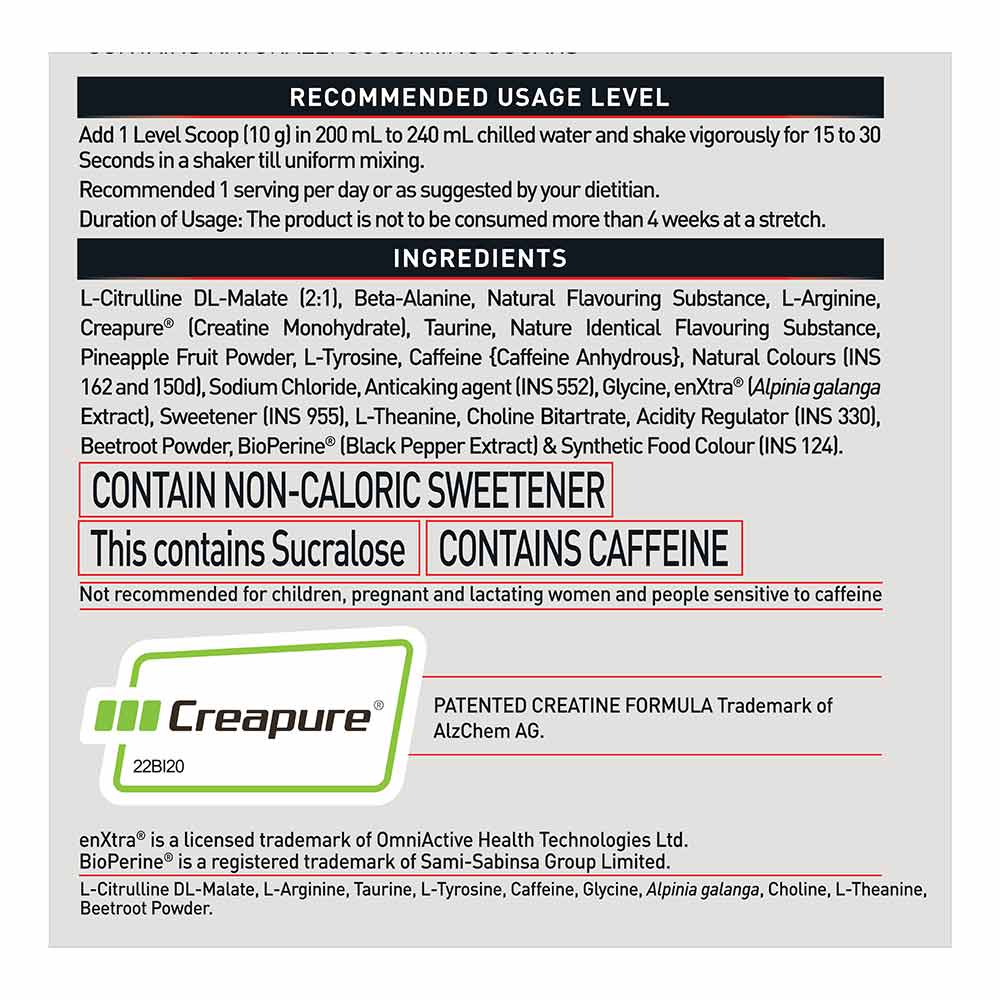 RECOMMENDED USAGE LEVEL
Add 1 Level Scoop (10 g) in 200 mL to 240 mL chilled water and shake vigorously for 15 to 30
Seconds in a shaker till uniform mixing.
Recommended 1 serving per day or as suggested by your dietitian.
Duration of Usage: The product is not to be consumed more than 4 weeks at a stretch.
INGREDIENTS
L-Citrulline DL-Malate (2:1), Beta-Alanine, Natural Flavouring Substance, L-Arginine,
Creapure® (Creatine Monohydrate), Taurine, Nature Identical Flavouring Substance,
Pineapple Fruit Powder, L-Tyrosine, Caffeine {Caffeine Anhydrous}, Natural Colours (INS
162 and 150d), Sodium Chloride, Anticaking agent (INS 552), Glycine, enXtra® (Alpinia galanga
Extract), Sweetener (INS 955), L-Theanine, Choline Bitartrate, Acidity Regulator (INS 330),
Beetroot Powder, BioPerine® (Black Pepper Extract) & Synthetic Food Colour (INS 124).
CONTAIN NON-CALORIC SWEETENER
This contains Sucralose CONTAINS CAFFEINE
Not recommended for children, pregnant and lactating women and people sensitive to caffeine
Creapure®
22BI20
PATENTED CREATINE FORMULA Trademark of
AlzChem AG.
enXtra® is a licensed trademark of OmniActive Health Technologies Ltd.
BioPerine® is a registered trademark of Sami-Sabinsa Group Limited.
L-Citrulline DL-Malate, L-Arginine, Taurine, L-Tyrosine, Caffeine, Glycine, Alpinia galanga, Choline, L-Theanine,
Beetroot Powder.